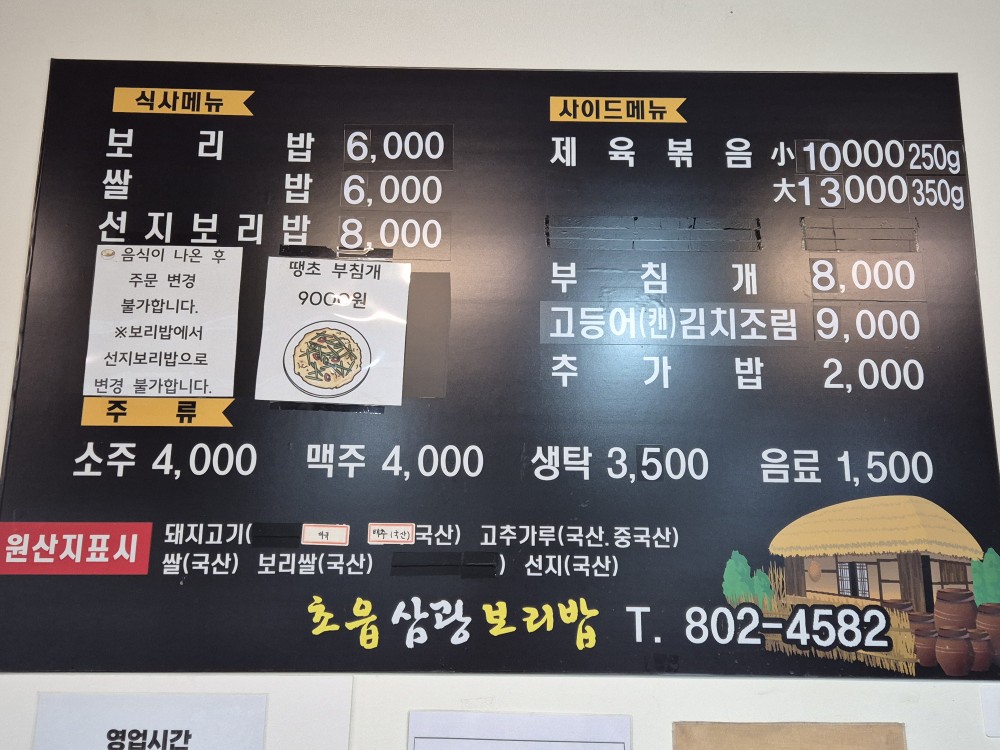 식사메뉴
보리밥 6,000
쌀밥 6,000
선지보리밥 8,000
음식이 나온 후
주문 변경
불가합니다.
※보리밥에서
선지보리밥으로
변경 불가합니다.
땡초 부침개
9000원
사이드메뉴
제육볶음 小 10000 250g
大 13000 350g
부침개 8,000
고등어(캔)김치조림 9,000
추가밥 2,000
주류
소주 4,000 맥주 4,000 생탁 3,500 음료 1,500
원산지표시
돼지고기( 배추(국산) 국산) 고추가루(국산.중국산)
쌀(국산) 보리쌀(국산) ) 선지(국산)
초읍 삼광보리밥 T. 802-4582
영업시간